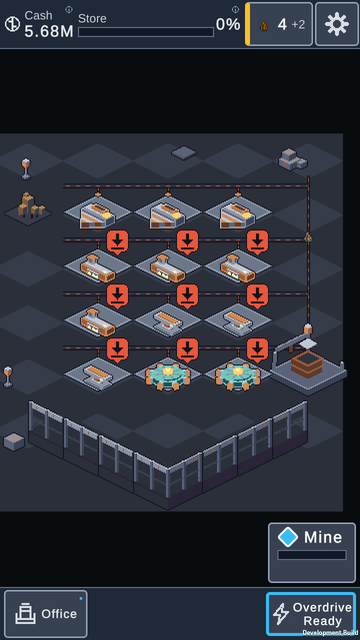 Cash
5.68M
Store
0%
4 +2
Mine
Office
Overdrive
Ready
Development Build